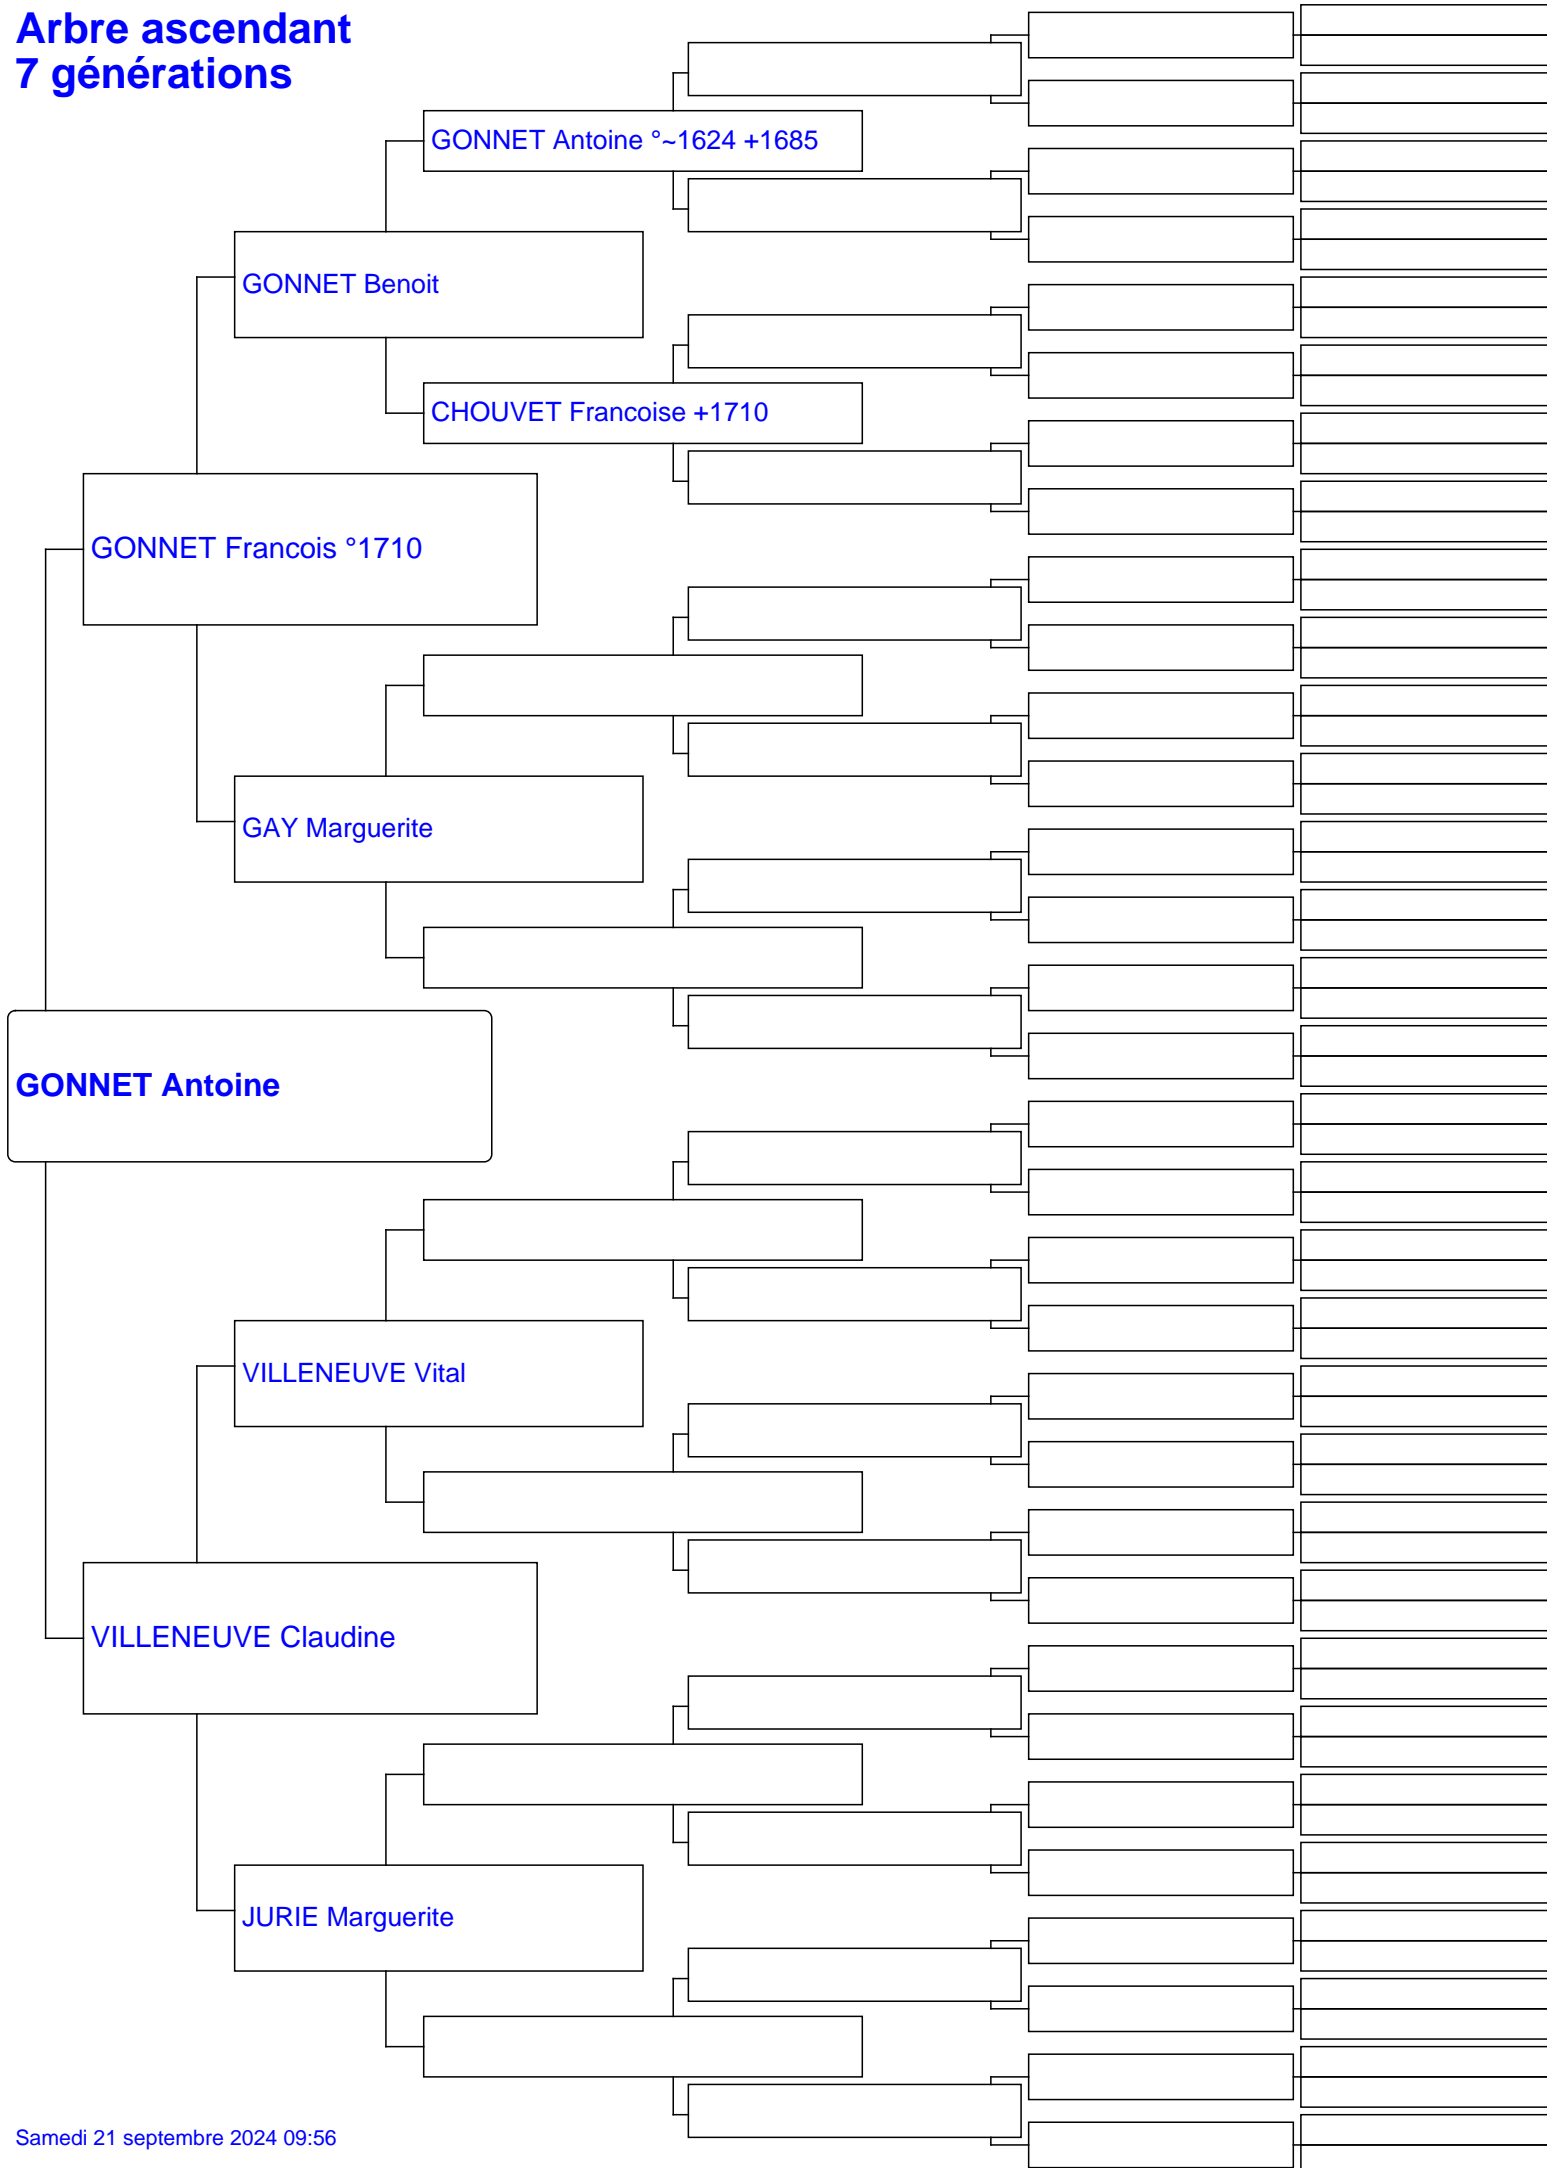 Arbre ascendant
7 générations
GONNET Antoine °~1624 +1685
GONNET Benoit
CHOUVET Francoise +1710
GONNET Francois °1710
GAY Marguerite
GONNET Antoine
VILLENEUVE Vital
VILLENEUVE Claudine
JURIE Marguerite
Samedi 21 septembre 2024 09:56